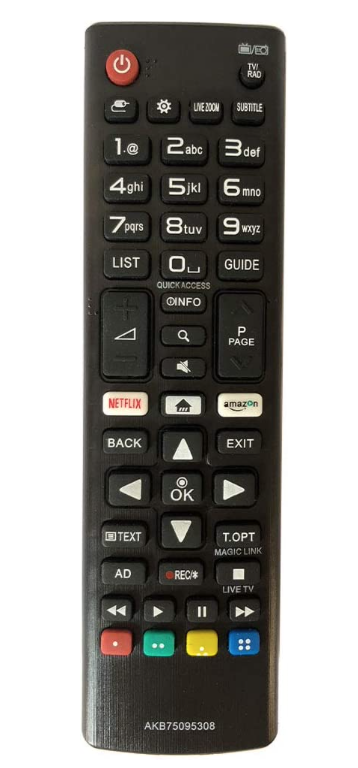 TV/
RAD
LIVE ZOOM
SUBTITLE
1.@
2abc
3def
4ghi
5jkl
6mno
7pqrs
8tuv
9wxyz
LIST
0⎵
GUIDE
QUICK ACCESS
INFO
P
PAGE
NETFLIX
amazon
BACK
EXIT
OK
TEXT
T.OPT
MAGIC LINK
AD
REC/*
LIVE TV
AKB75095308